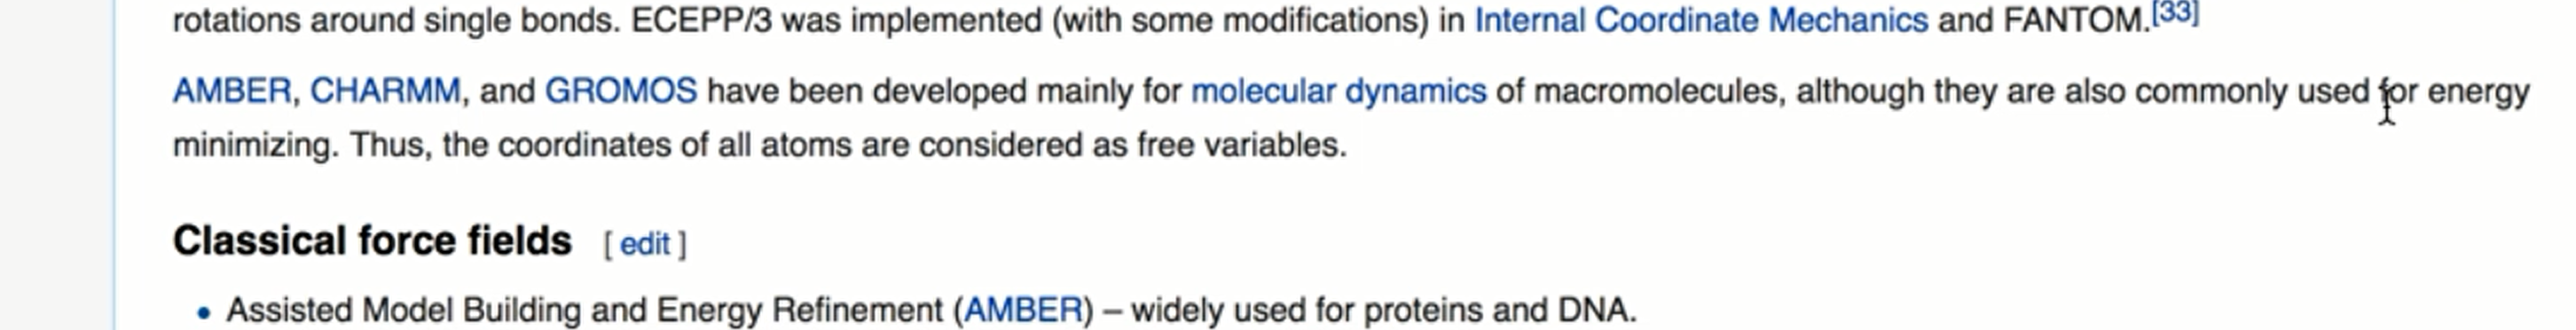 rotations around single bonds. ECEPP/3 was implemented (with some modifications) in Internal Coordinate Mechanics and FANTOM.[33]
AMBER, CHARMM, and GROMOS have been developed mainly for molecular dynamics of macromolecules, although they are also commonly used for energy
minimizing. Thus, the coordinates of all atoms are considered as free variables.
Classical force fields [ edit ]
• Assisted Model Building and Energy Refinement (AMBER) – widely used for proteins and DNA.